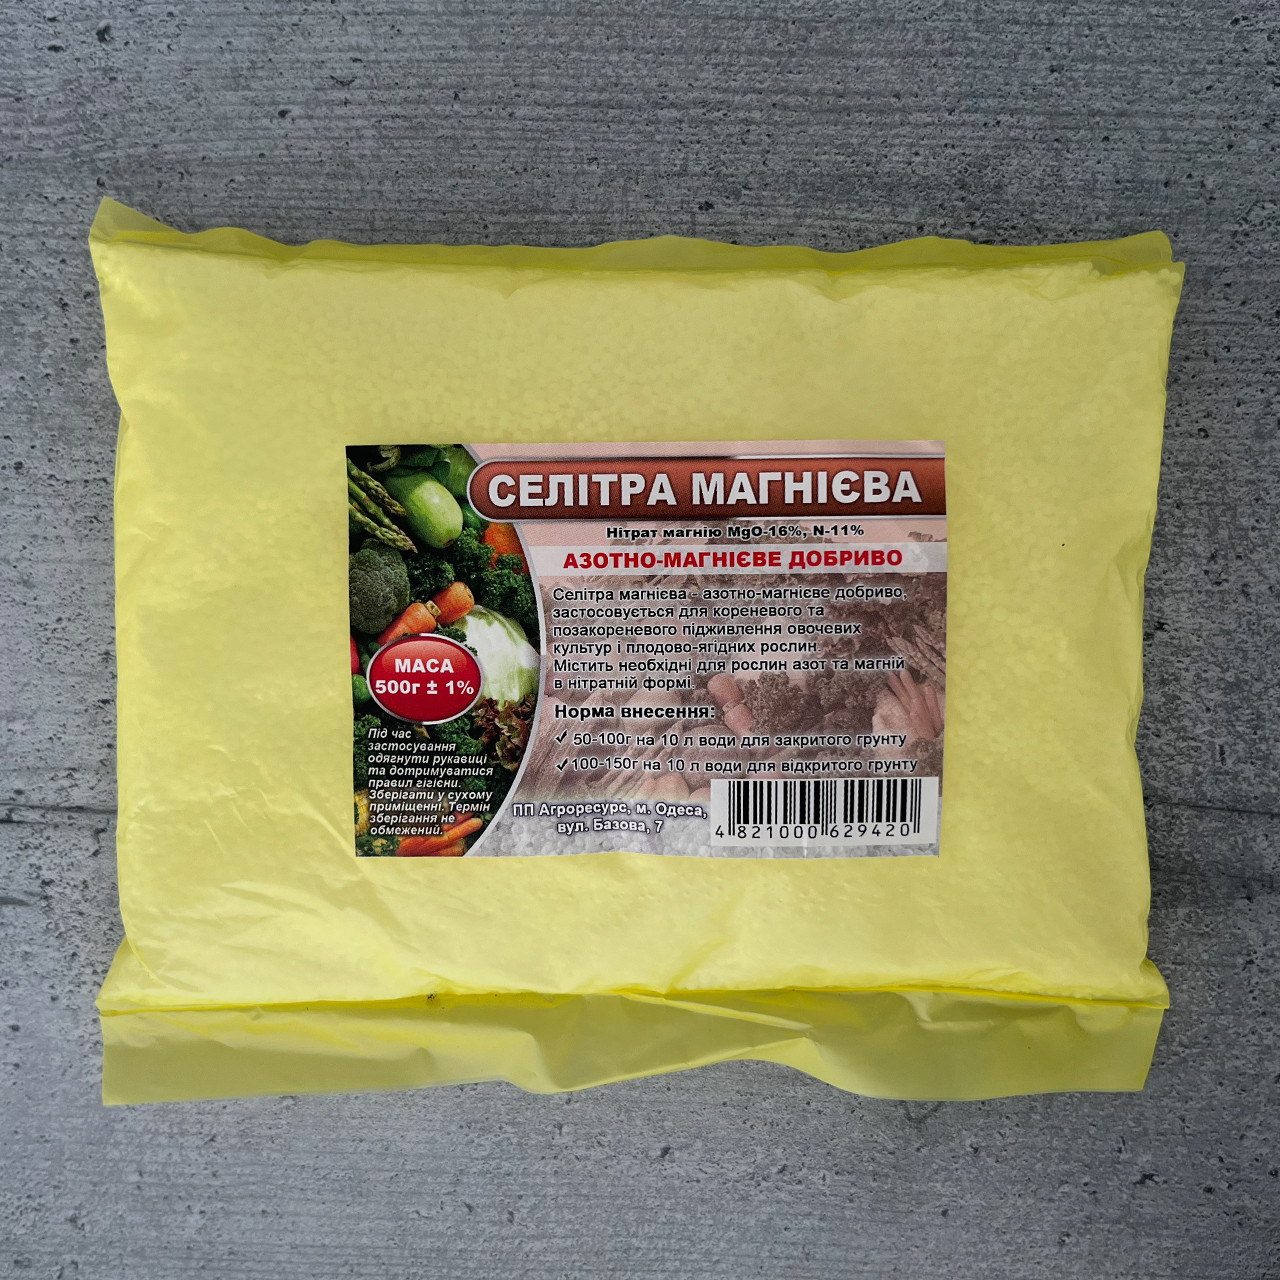 СЕЛІТРА МАГНІЄВА
Нітрат магнію MgO-16%, N-11%
АЗОТНО-МАГНІЄВЕ ДОБРИВО
Селітра магнієва - азотно-магнієве добриво,
застосовується для кореневого та
позакореневого підживлення овочевих
культур і плодово-ягідних рослин.
Містить необхідні для рослин азот та магній
в нітратній формі.
Норма внесення:
✓ 50-100г на 10 л води для закритого грунту
✓ 100-150г на 10 л води для відкритого грунту
МАСА
500г ± 1%
Під час
застосування
одягнути рукавиці
та дотримуватися
правил гігієни.
Зберігати у сухому
приміщенні. Термін
зберігання не
обмежений.
ПП Агроресурс, м. Одеса,
вул. Базова, 7
4 821000 629420